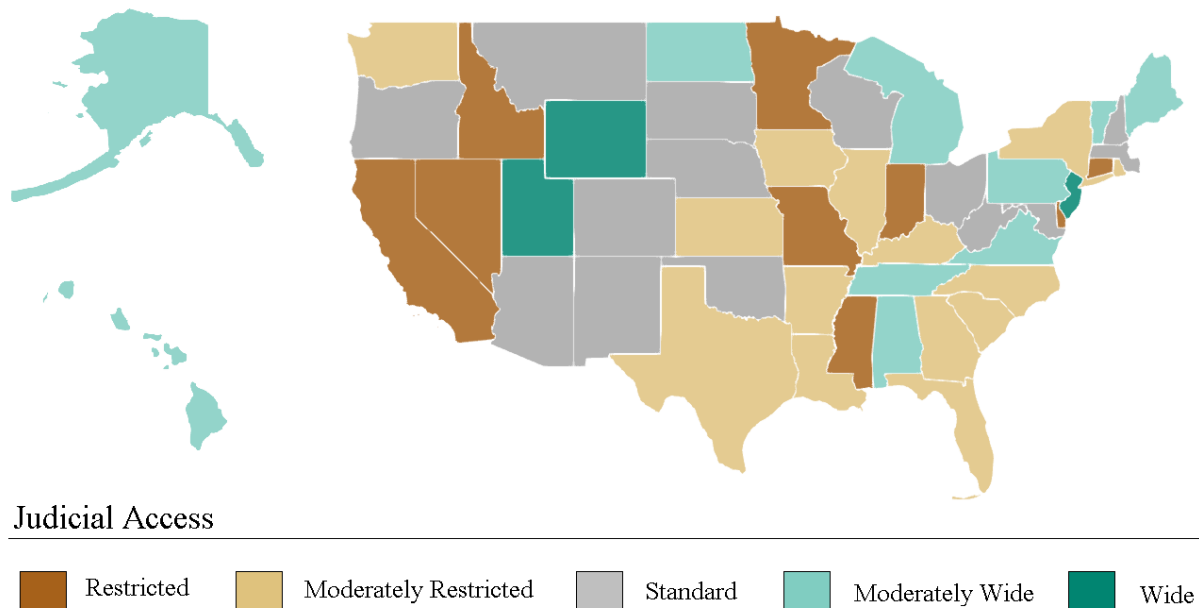 Judicial Access
Restricted
Moderately Restricted
Standard
Moderately Wide
Wide